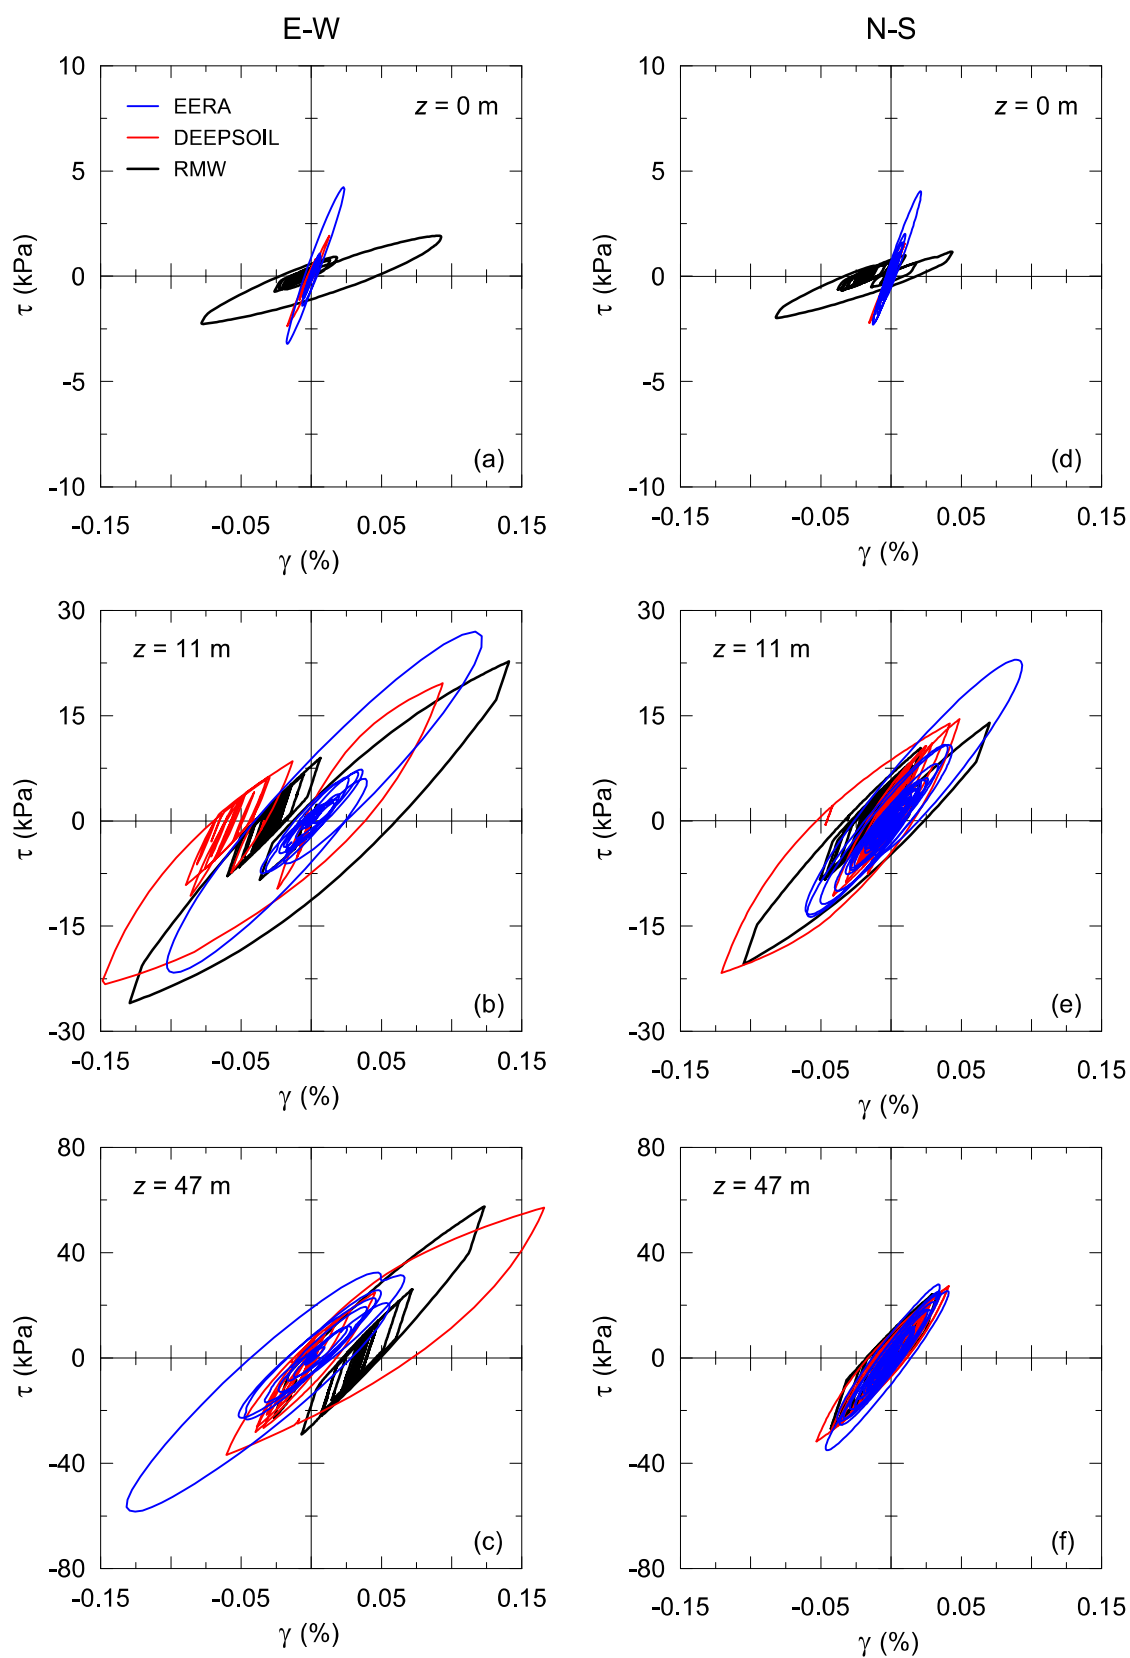 E-W
N-S
10
5
0
-5
-10
τ (kPa)
EERA
DEEPSOIL
RMW
z = 0 m
(a)
-0.15
-0.05
0.05
0.15
γ (%)
10
5
0
-5
-10
τ (kPa)
z = 0 m
(d)
-0.15
-0.05
0.05
0.15
γ (%)
30
15
0
-15
-30
τ (kPa)
z = 11 m
(b)
-0.15
-0.05
0.05
0.15
γ (%)
30
15
0
-15
-30
τ (kPa)
z = 11 m
(e)
-0.15
-0.05
0.05
0.15
γ (%)
80
40
0
-40
-80
τ (kPa)
z = 47 m
(c)
-0.15
-0.05
0.05
0.15
γ (%)
80
40
0
-40
-80
τ (kPa)
z = 47 m
(f)
-0.15
-0.05
0.05
0.15
γ (%)